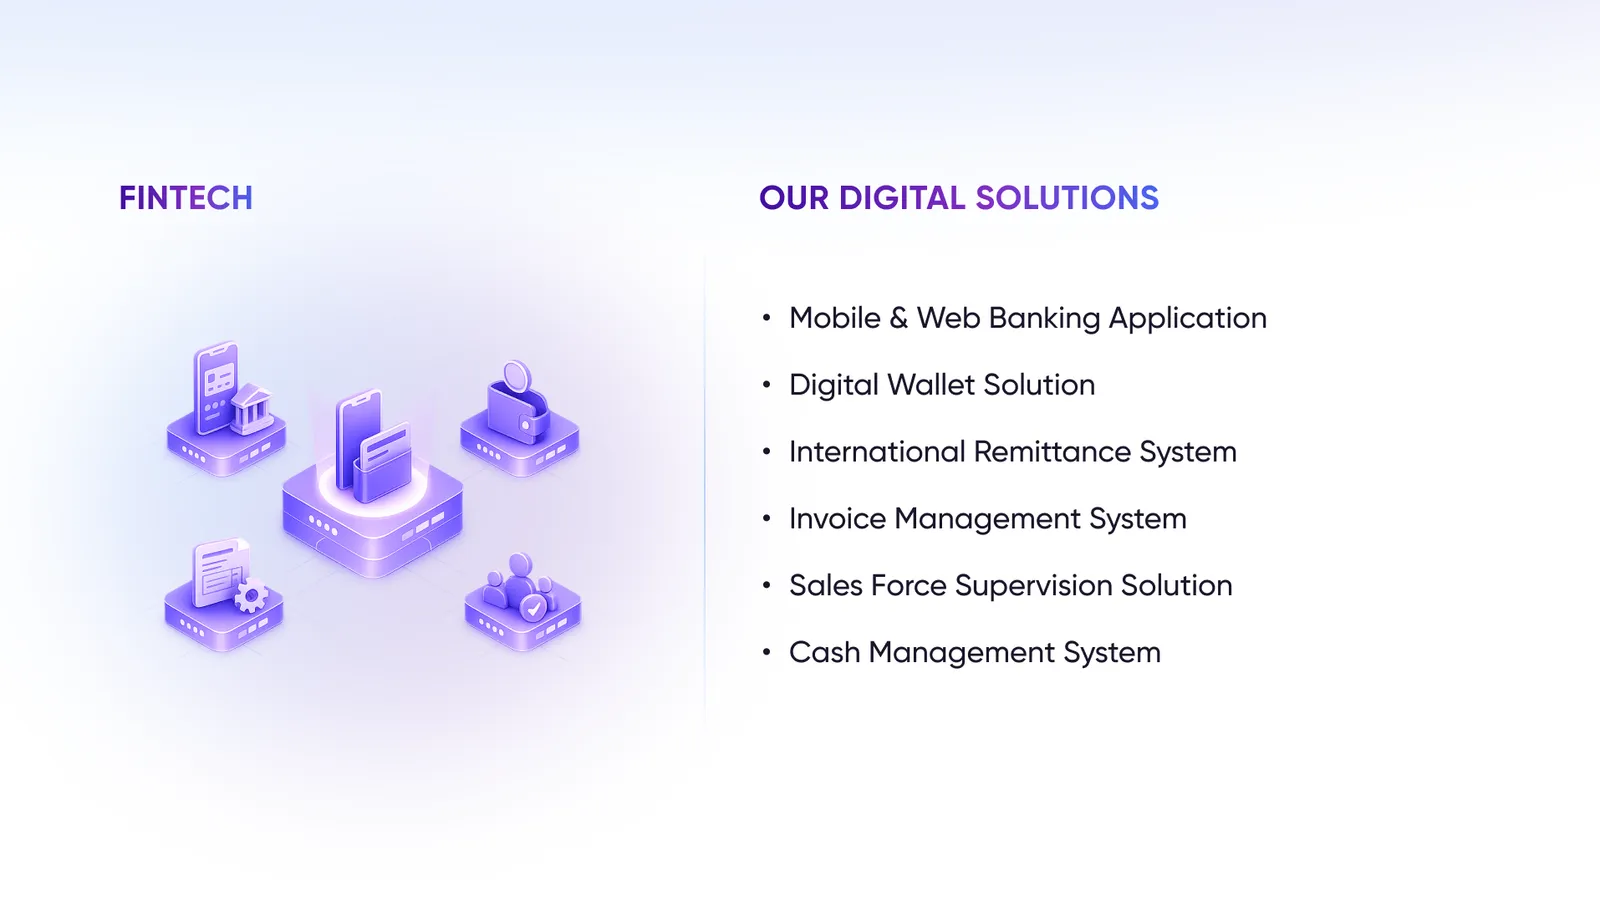 FINTECH
OUR DIGITAL SOLUTIONS
• Mobile & Web Banking Application
• Digital Wallet Solution
• International Remittance System
• Invoice Management System
• Sales Force Supervision Solution
• Cash Management System